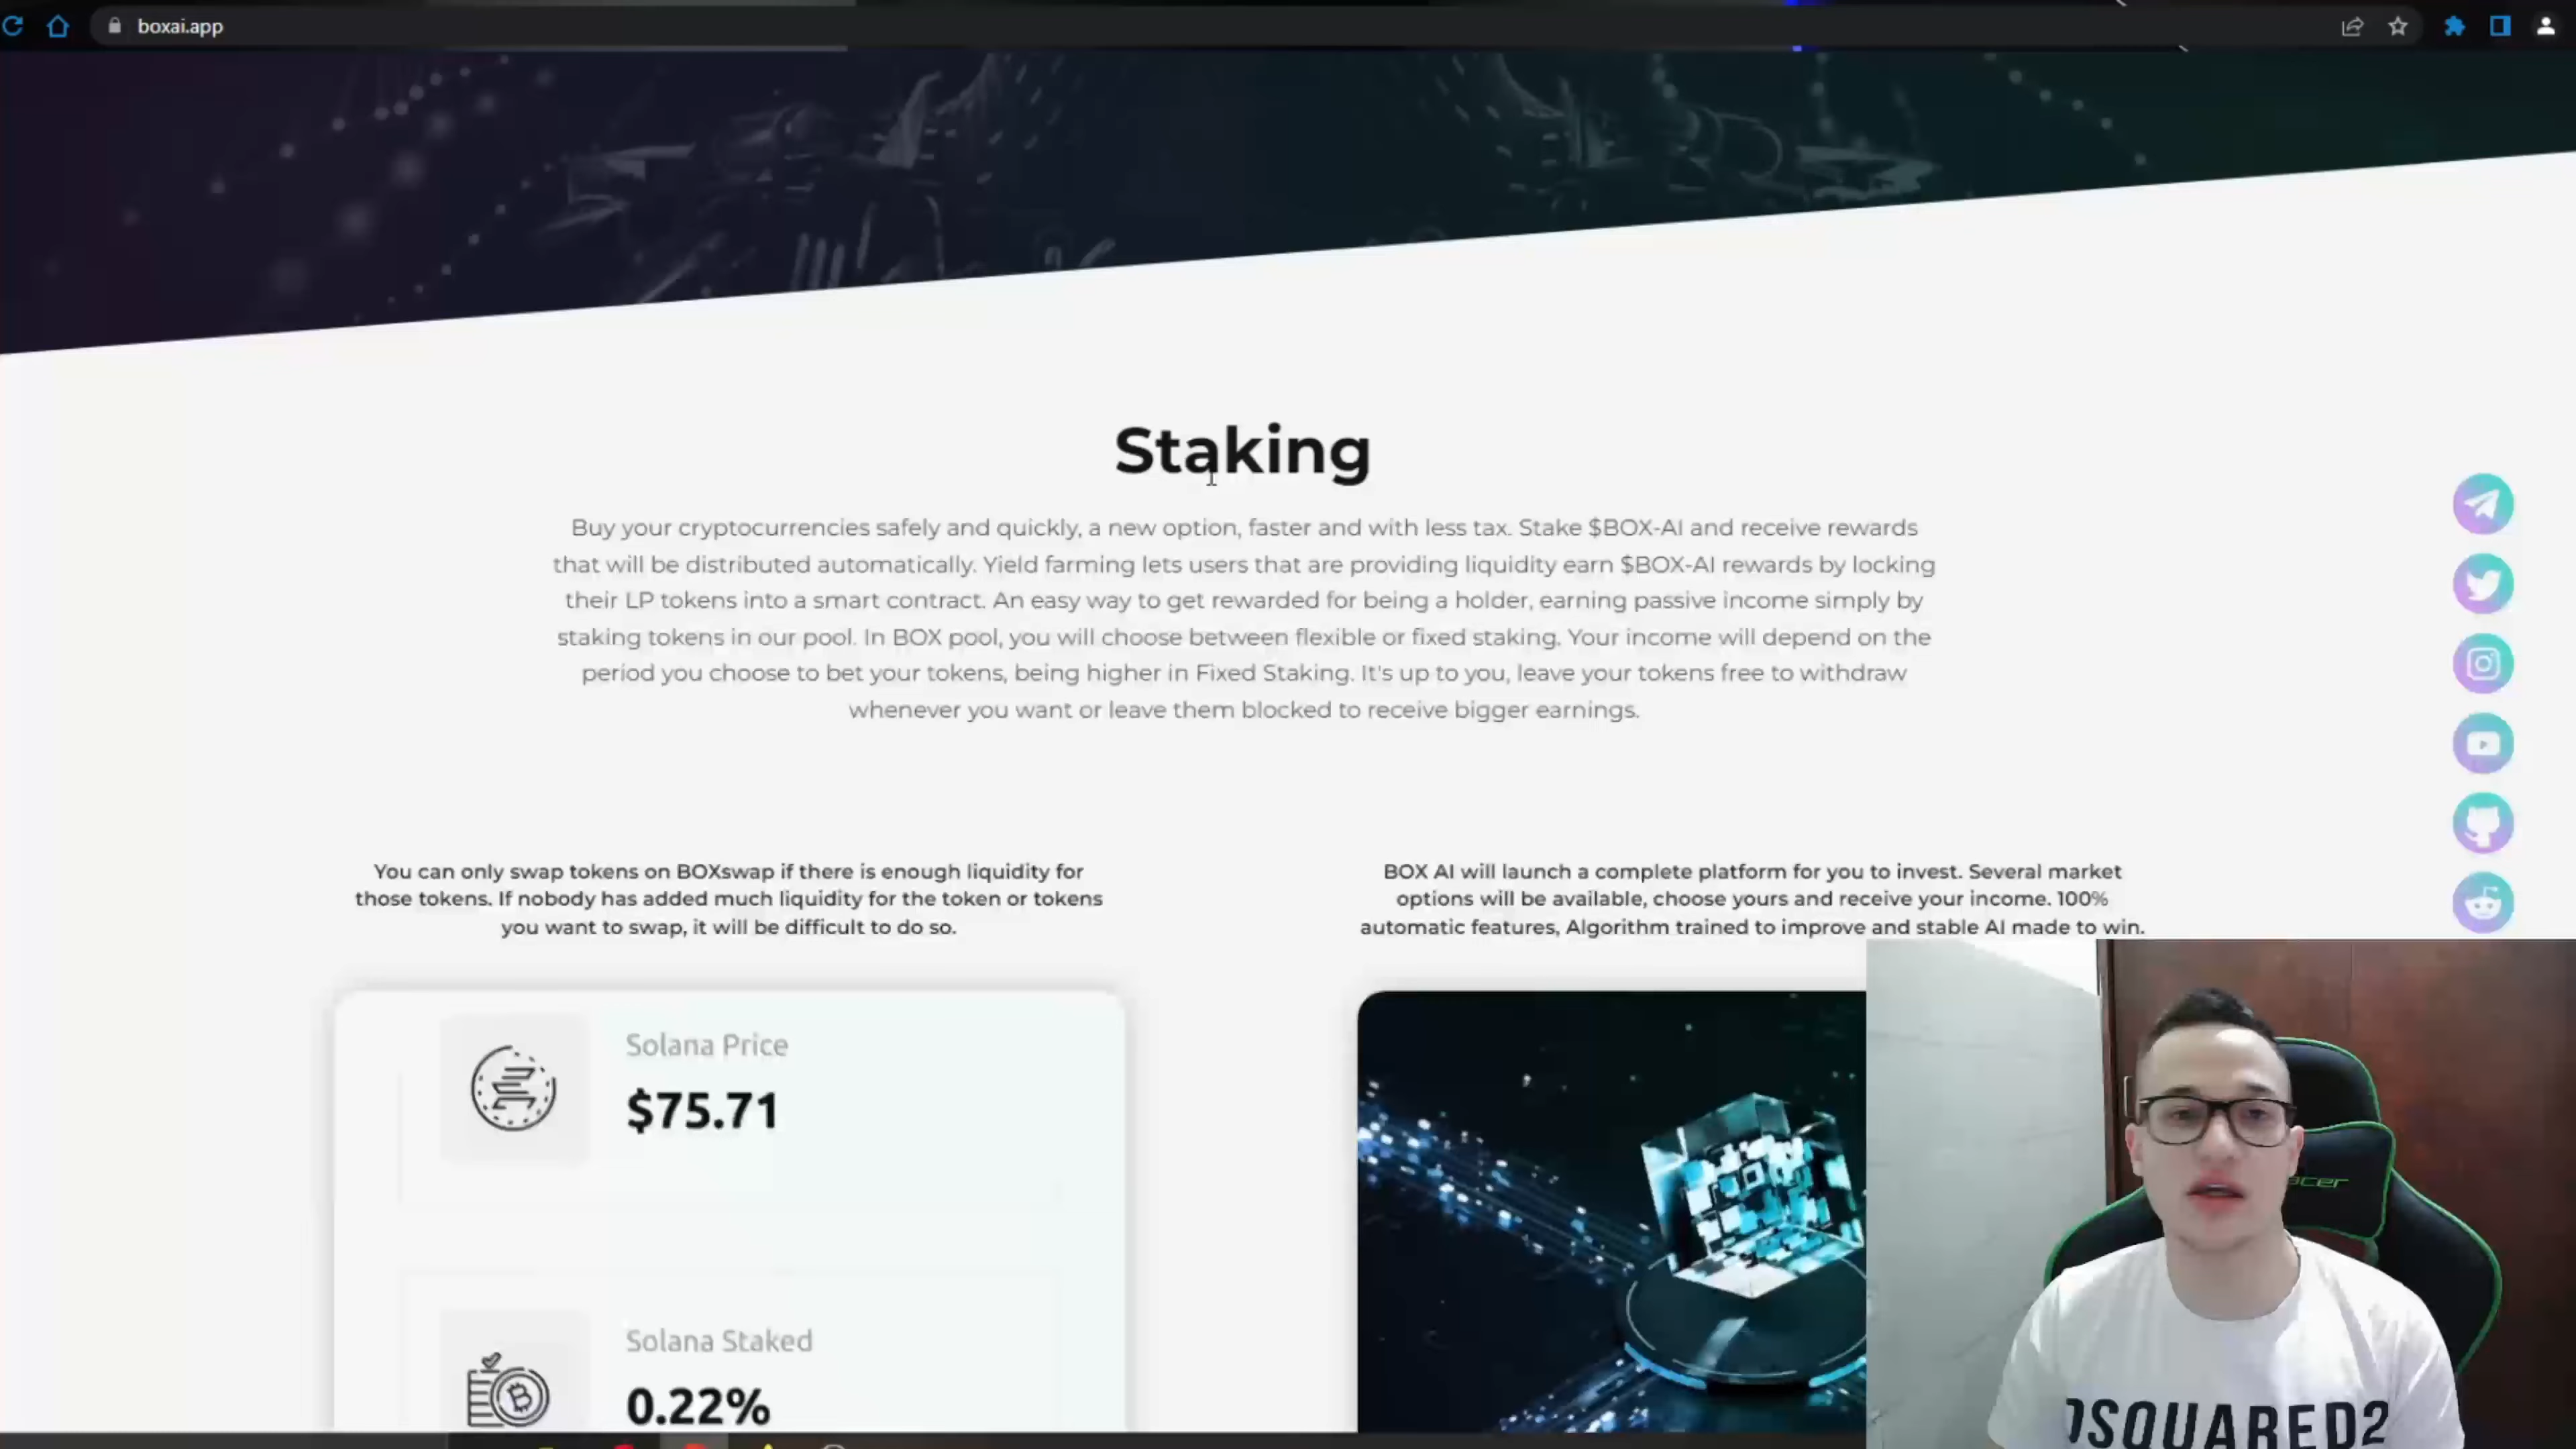 boxai.app
Staking
Buy your cryptocurrencies safely and quickly, a new option, faster and with less tax. Stake $BOX-AI and receive rewards
that will be distributed automatically. Yield farming lets users that are providing liquidity earn $BOX-AI rewards by locking
their LP tokens into a smart contract. An easy way to get rewarded for being a holder, earning passive income simply by
staking tokens in our pool. In BOX pool, you will choose between flexible or fixed staking. Your income will depend on the
period you choose to bet your tokens, being higher in Fixed Staking. It's up to you, leave your tokens free to withdraw
whenever you want or leave them blocked to receive bigger earnings.
You can only swap tokens on BOXswap if there is enough liquidity for
those tokens. If nobody has added much liquidity for the token or tokens
you want to swap, it will be difficult to do so.
BOX AI will launch a complete platform for you to invest. Several market
options will be available, choose yours and receive your income. 100%
automatic features, Algorithm trained to improve and stable AI made to win.
Solana Price
$75.71
Solana Staked
0.22%
acer
DSQUARED2